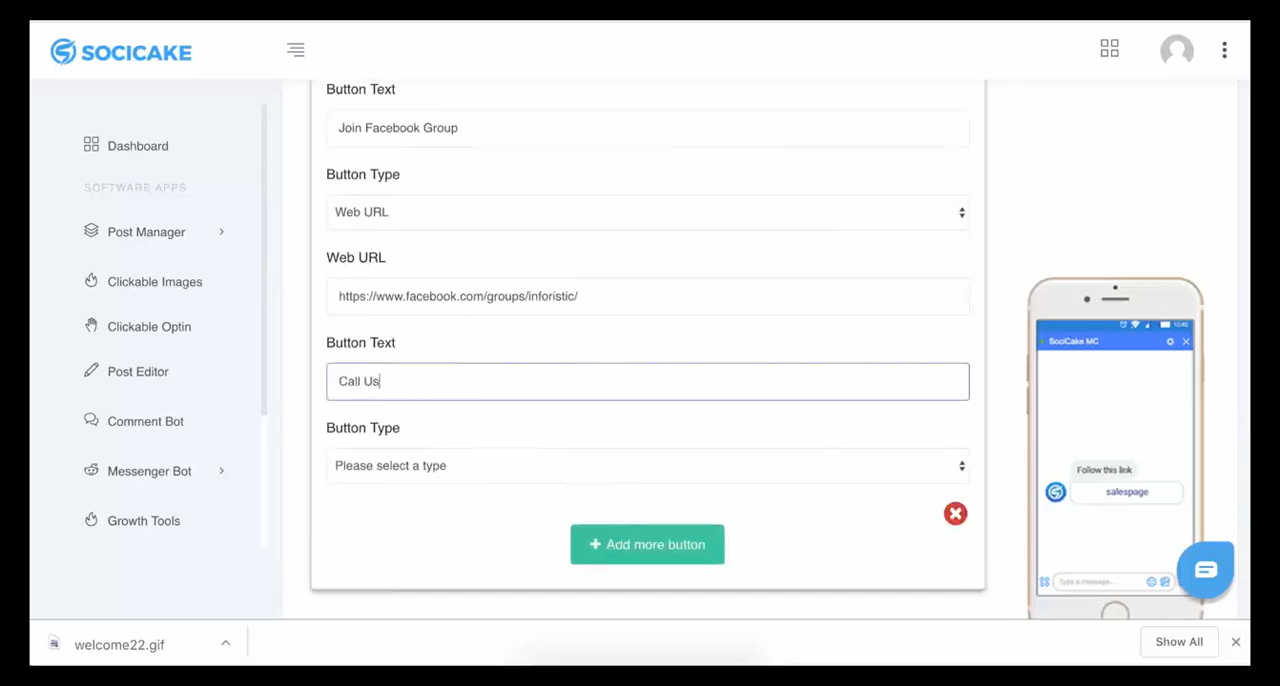 SOCICAKE
Dashboard
SOFTWARE APPS
Post Manager
Clickable Images
Clickable Optin
Post Editor
Comment Bot
Messenger Bot
Growth Tools
Button Text
Join Facebook Group
Button Type
Web URL
Web URL
https://www.facebook.com/groups/inforistic/
Button Text
Call Us
Button Type
Please select a type
+ Add more button
SociCake MC
Follow this link
salespage
Type a message...
welcome22.gif
Show All